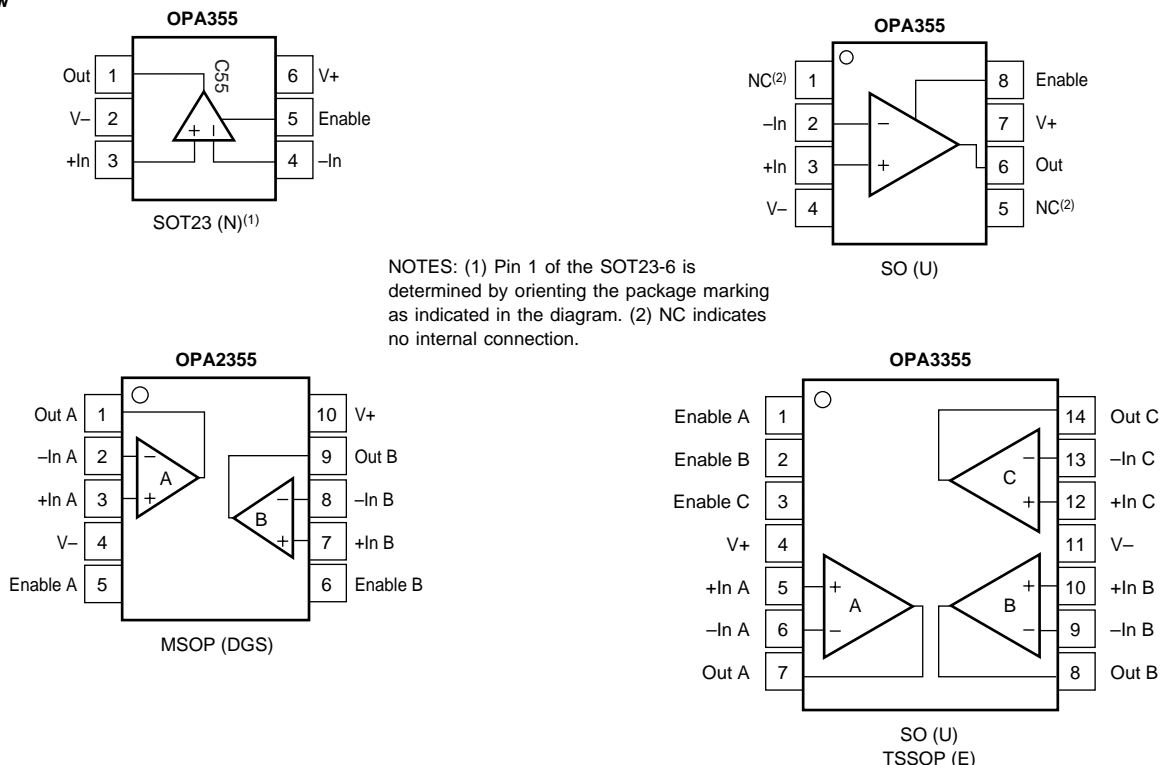 OPA355
Out 1
6 V+
C55
V– 2
5 Enable
+In 3
4 –In
+ –
SOT23 (N)(1)
OPA355
NC(2) 1
8 Enable
–In 2
–
7 V+
+In 3
+
6 Out
V– 4
5 NC(2)
SO (U)
NOTES: (1) Pin 1 of the SOT23-6 is
determined by orienting the package marking
as indicated in the diagram. (2) NC indicates
no internal connection.
OPA2355
Out A 1
10 V+
–In A 2
–
A
9 Out B
+In A 3
+
–
8 –In B
B
V– 4
+
7 +In B
Enable A 5
6 Enable B
MSOP (DGS)
OPA3355
Enable A 1
14 Out C
Enable B 2
–
13 –In C
C
Enable C 3
+
12 +In C
V+ 4
11 V–
+In A 5
+
+
10 +In B
A
B
–In A 6
–
–
9 –In B
Out A 7
8 Out B
SO (U)
TSSOP (E)